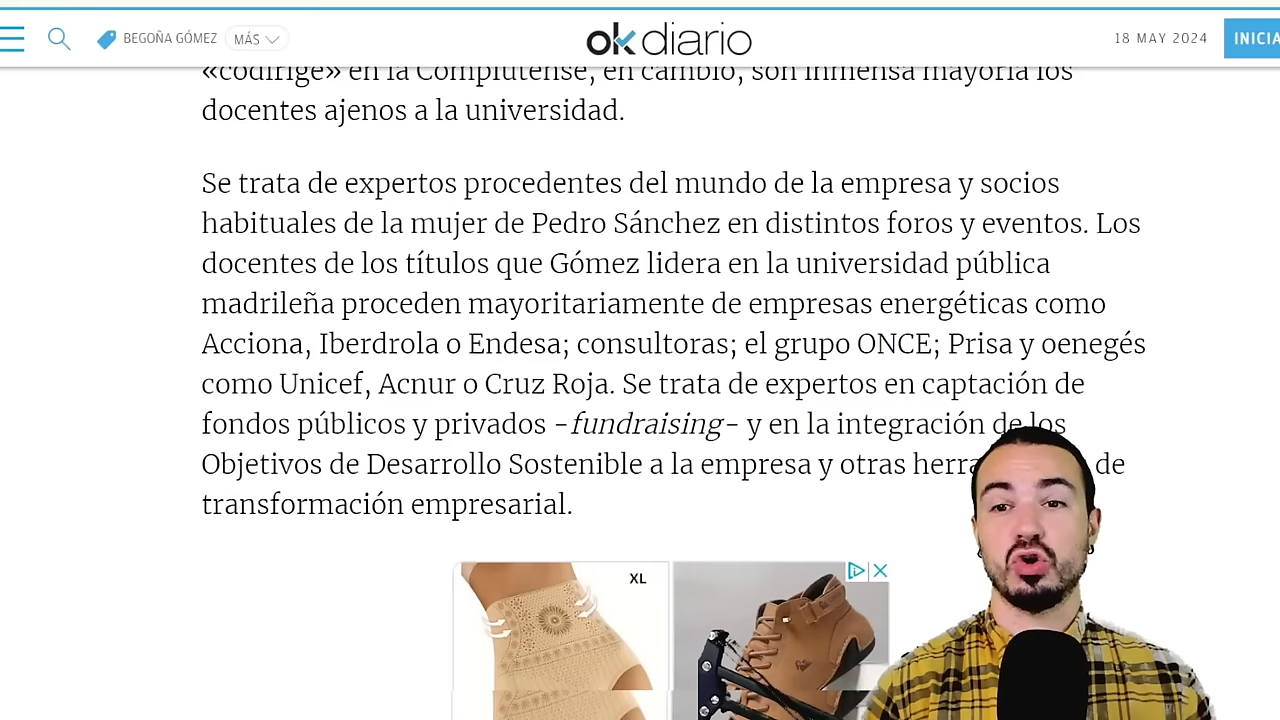 BEGOÑA GÓMEZ
MÁS
okdiario
18 MAY 2024
INICIA
«codirige» en la Complutense, en cambio, son inmensa mayoría los
docentes ajenos a la universidad.
Se trata de expertos procedentes del mundo de la empresa y socios
habituales de la mujer de Pedro Sánchez en distintos foros y eventos. Los
docentes de los títulos que Gómez lidera en la universidad pública
madrileña proceden mayoritariamente de empresas energéticas como
Acciona, Iberdrola o Endesa; consultoras; el grupo ONCE; Prisa y oenegés
como Unicef, Acnur o Cruz Roja. Se trata de expertos en captación de
fondos públicos y privados -fundraising- y en la integración de los
Objetivos de Desarrollo Sostenible a la empresa y otras herra de
transformación empresarial.
XL